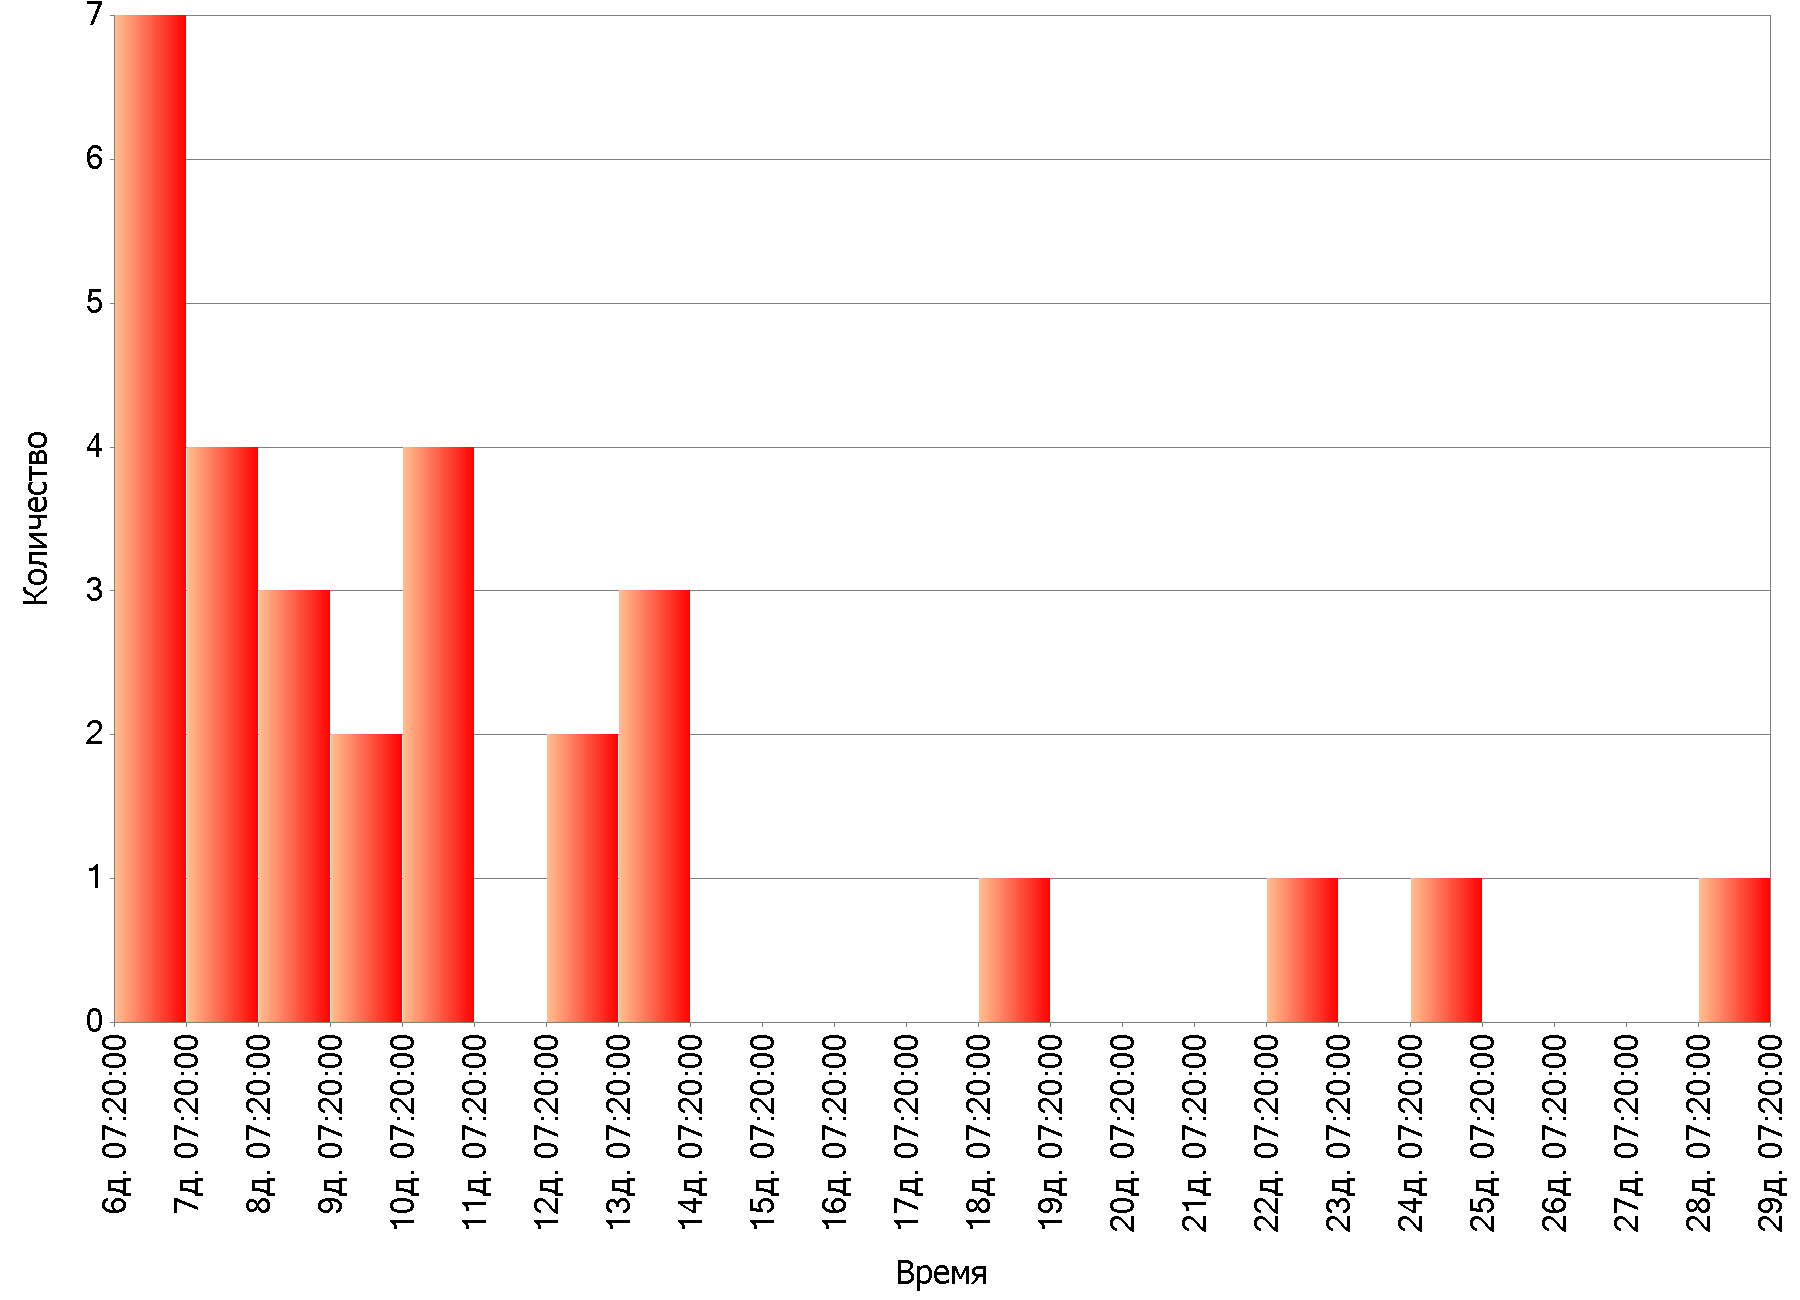 7
6
5
4
3
2
1
0
Количество
6д. 07:20:00
7д. 07:20:00
8д. 07:20:00
9д. 07:20:00
10д. 07:20:00
11д. 07:20:00
12д. 07:20:00
13д. 07:20:00
14д. 07:20:00
15д. 07:20:00
16д. 07:20:00
17д. 07:20:00
18д. 07:20:00
19д. 07:20:00
20д. 07:20:00
21д. 07:20:00
22д. 07:20:00
23д. 07:20:00
24д. 07:20:00
25д. 07:20:00
26д. 07:20:00
27д. 07:20:00
28д. 07:20:00
29д. 07:20:00
Время